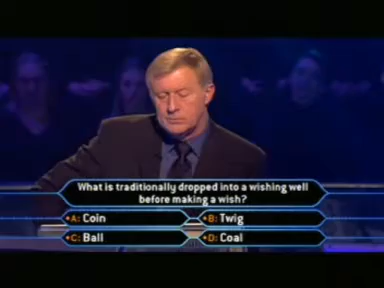 What is traditionally dropped into a wishing well
before making a wish?
A: Coin
B: Twig
C: Ball
D: Coal